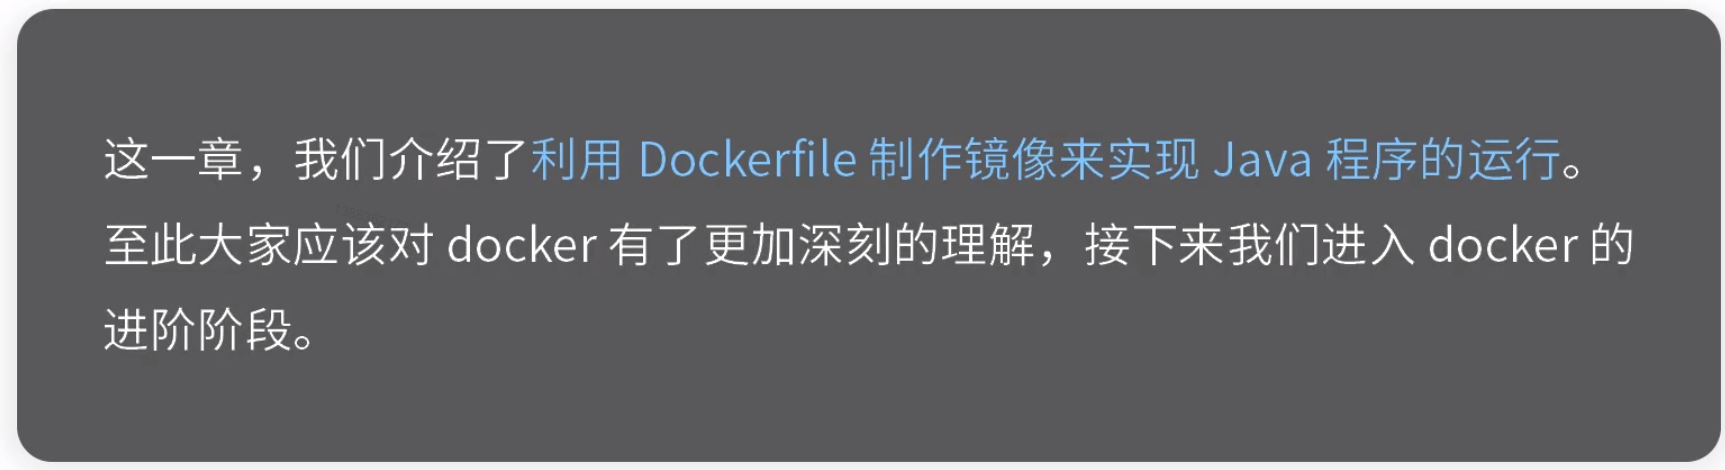 这一章，我们介绍了利用 Dockerfile 制作镜像来实现 Java 程序的运行。
至此大家应该对 docker 有了更加深刻的理解，接下来我们进入 docker 的
进阶阶段。